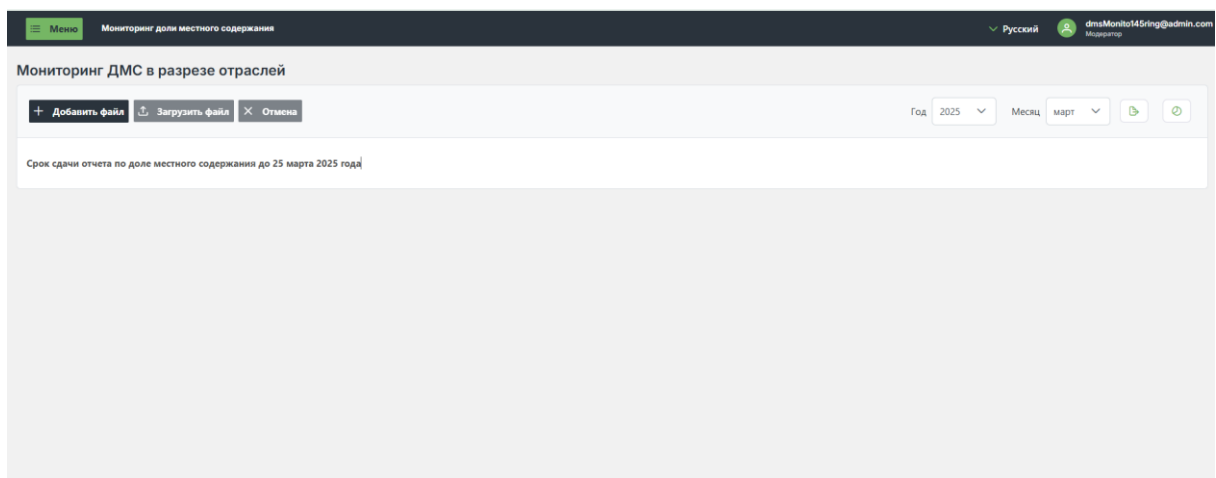 Меню
Мониторинг доли местного содержания
Русский
dmsMonito145ring@admin.com
Модератор
Мониторинг ДМС в разрезе отраслей
Добавить файл
Загрузить файл
Отмена
Год 2025
Месяц март
Срок сдачи отчета по доле местного содержания до 25 марта 2025 года